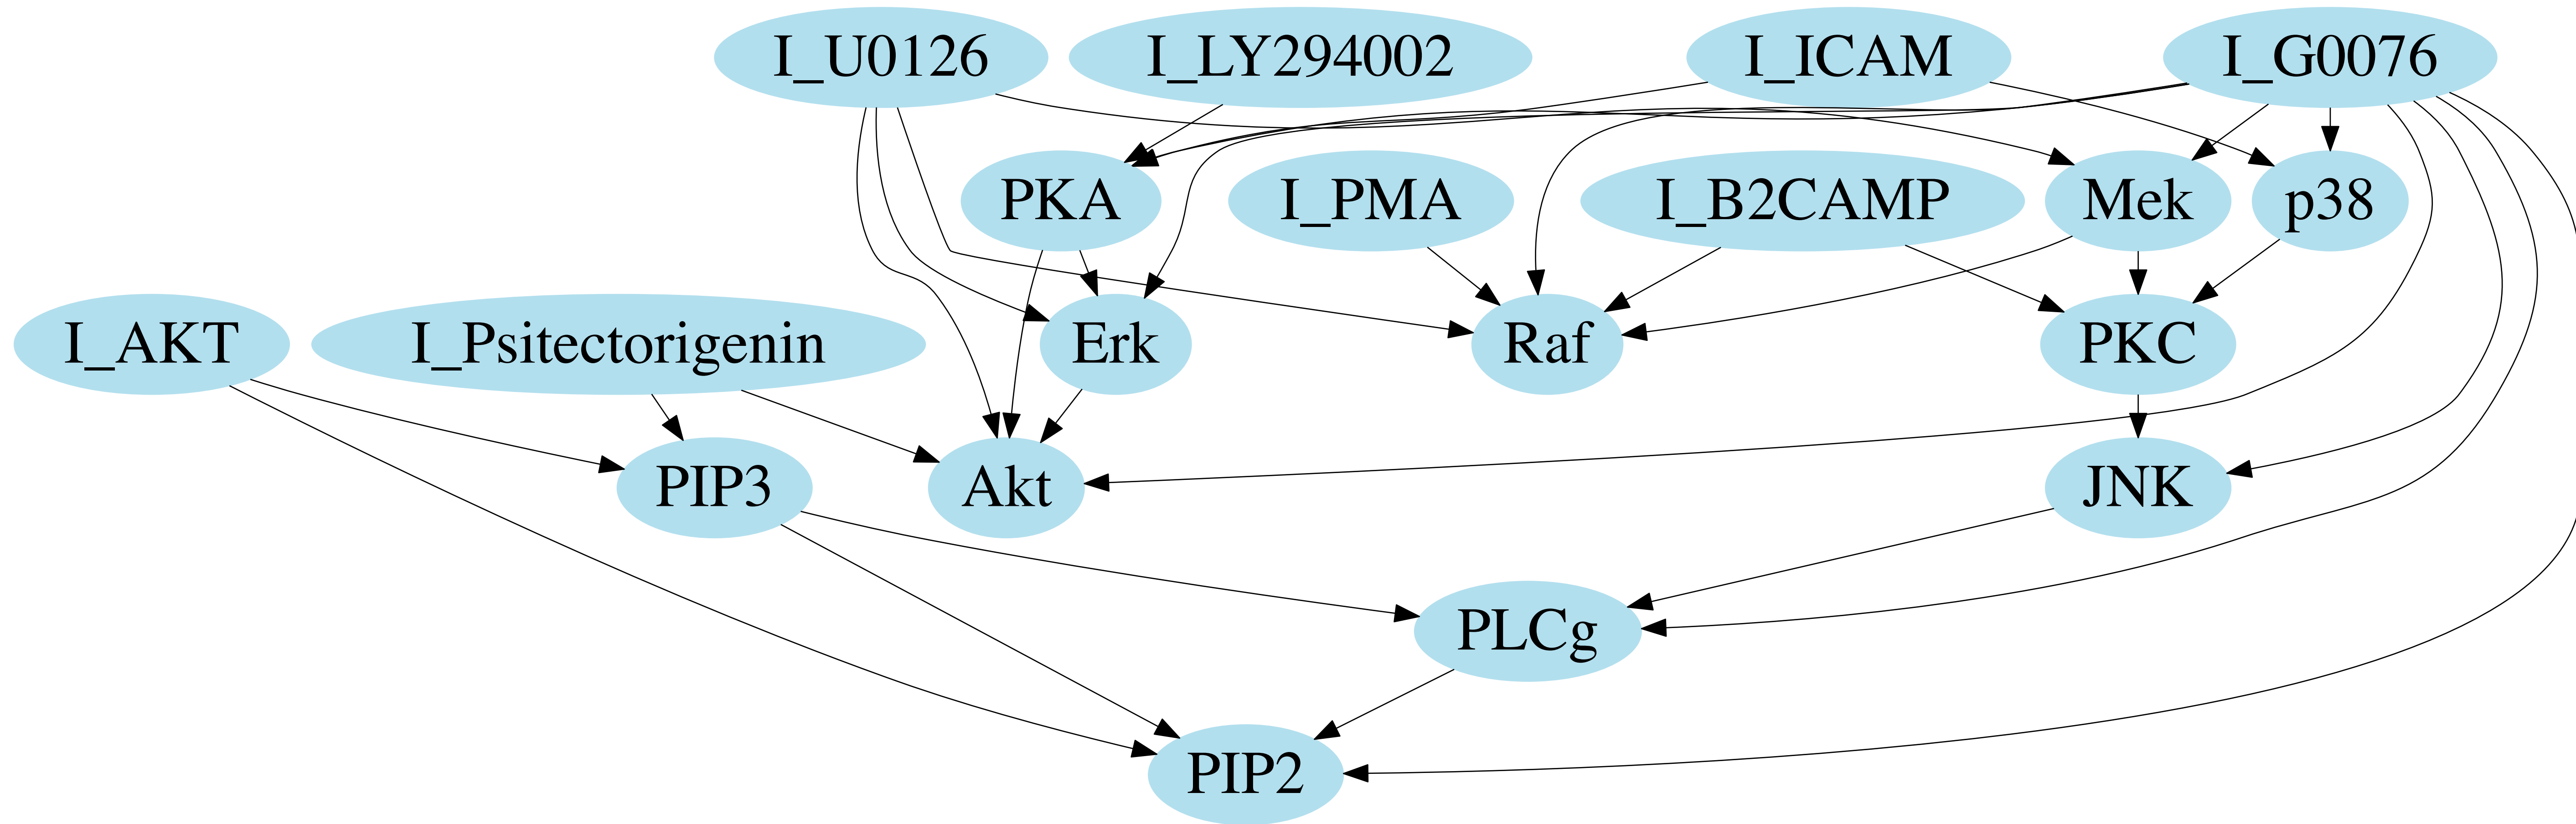 I_U0126
I_LY294002
I_ICAM
I_G0076
PKA
I_PMA
I_B2CAMP
Mek
p38
I_AKT
I_Psitectorigenin
Erk
Raf
PKC
PIP3
Akt
JNK
PLCg
PIP2